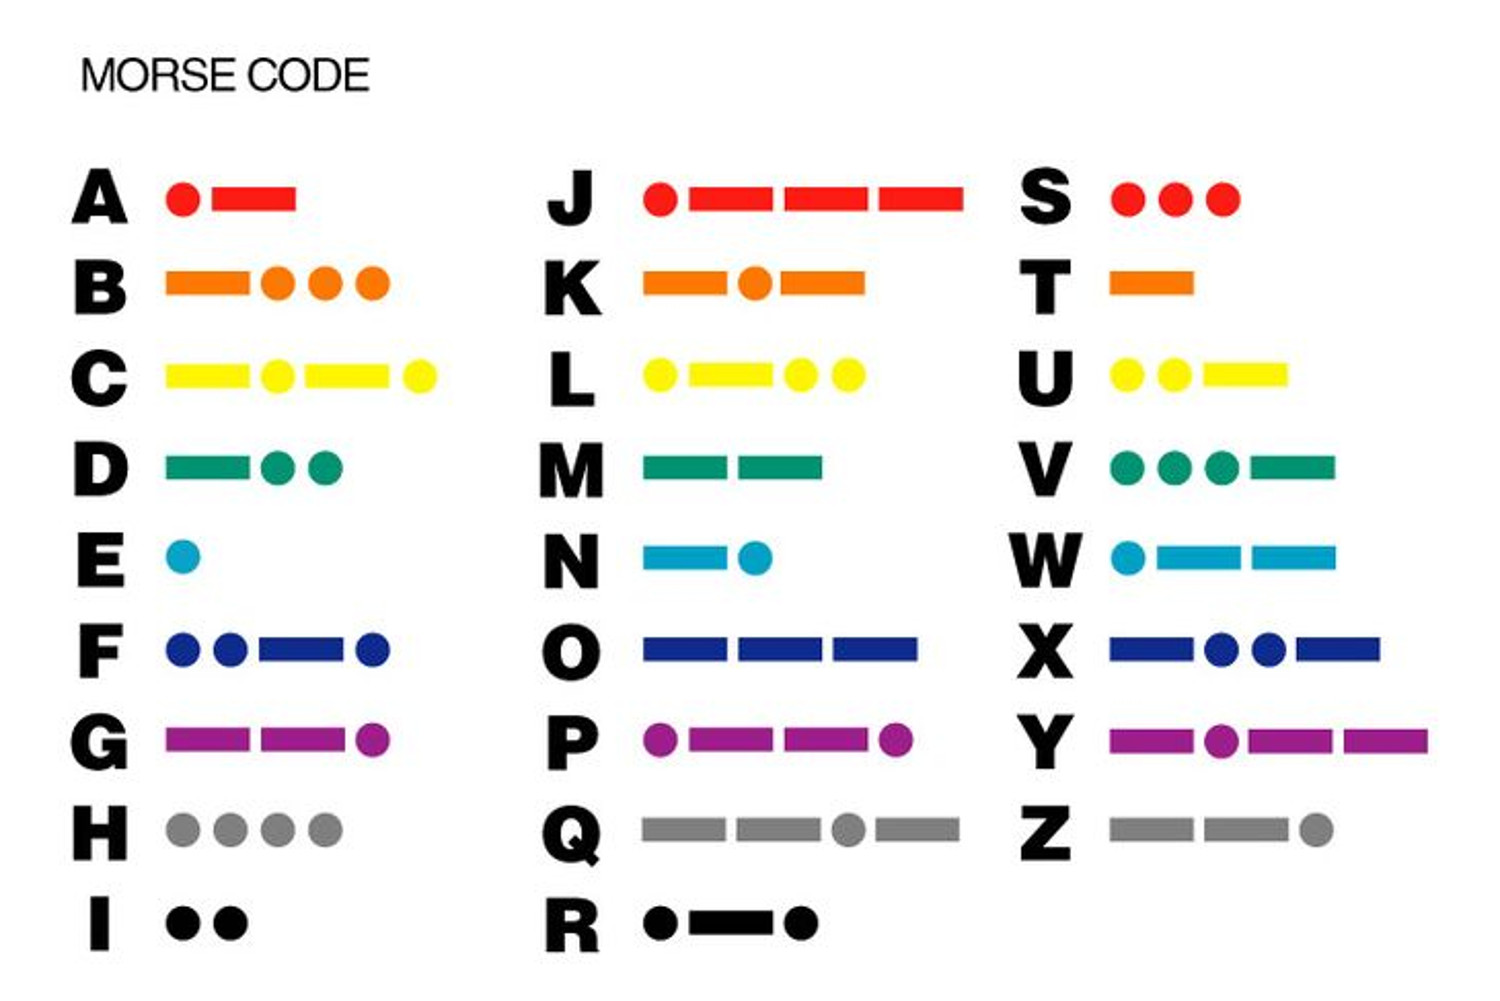 MORSE CODE
A J S
B K T
C L U
D M V
E N W
F O X
G P Y
H Q Z
I R